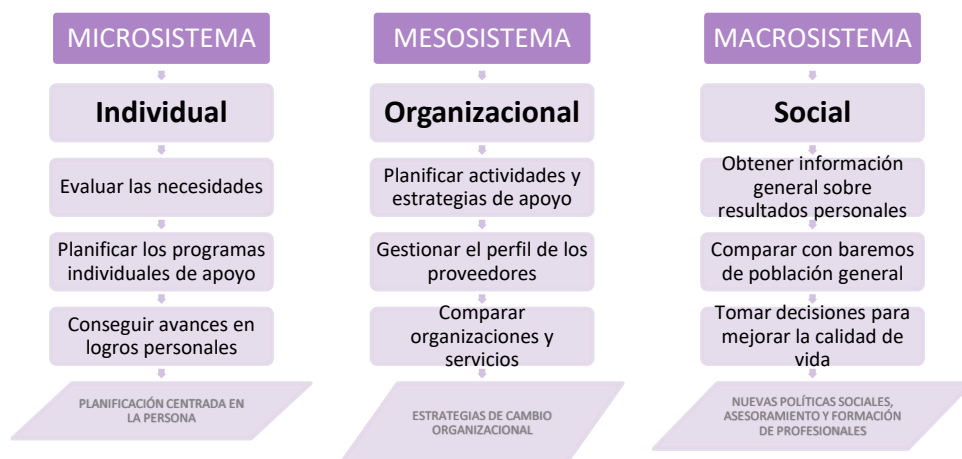 MICROSISTEMA
Individual
Evaluar las necesidades
Planificar los programas
individuales de apoyo
Conseguir avances en
logros personales
PLANIFICACIÓN CENTRADA EN
LA PERSONA
MESOSISTEMA
Organizacional
Planificar actividades y
estrategias de apoyo
Gestionar el perfil de los
proveedores
Comparar
organizaciones y
servicios
ESTRATEGIAS DE CAMBIO
ORGANIZACIONAL
MACROSISTEMA
Social
Obtener información
general sobre
resultados personales
Comparar con baremos
de población general
Tomar decisiones para
mejorar la calidad de
vida
NUEVAS POLÍTICAS SOCIALES,
ASESORAMIENTO Y FORMACIÓN
DE PROFESIONALES